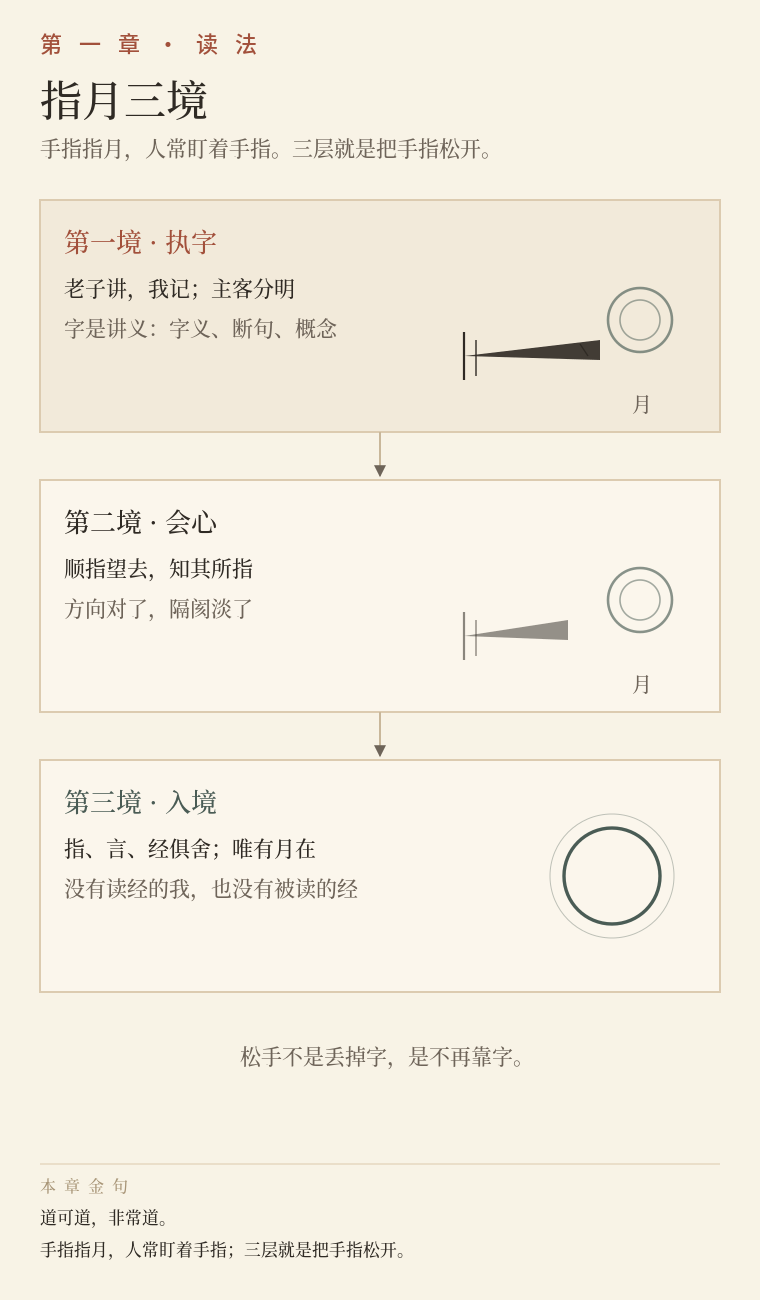 第一章·读法
指月三境
手指指月，人常盯着手指。三层就是把手指松开。
第一境·执字
老子讲，我记；主客分明
字是讲义：字义、断句、概念
月
第二境·会心
顺指望去，知其所指
方向对了，隔阂淡了
月
第三境·入境
指、言、经俱舍；唯有月在
没有读经的我，也没有被读的经
松手不是丢掉字，是不再靠字。
本章金句
道可道，非常道。
手指指月，人常盯着手指；三层就是把手指松开。